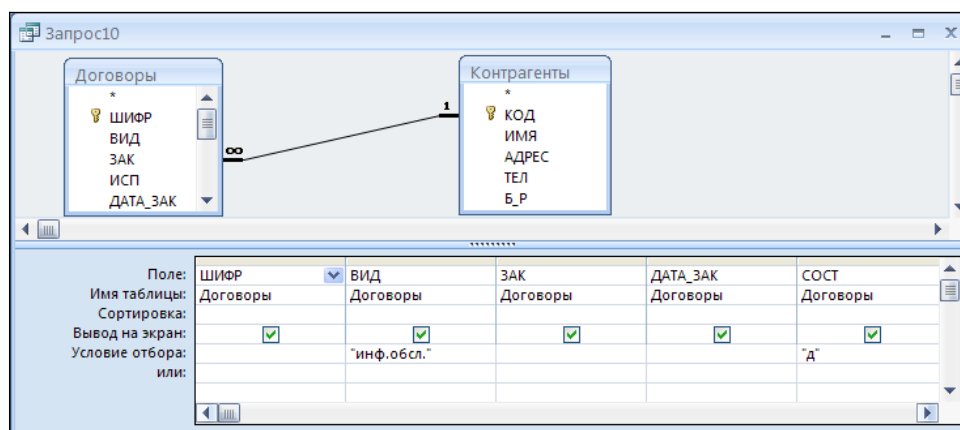 Запрос10
Договоры
*
ШИФР
ВИД
ЗАК
ИСП
ДАТА_ЗАК
∞
1
Контрагенты
*
КОД
ИМЯ
АДРЕС
ТЕЛ
Б_Р
Поле: ШИФР ВИД ЗАК ДАТА_ЗАК СОСТ
Имя таблицы: Договоры Договоры Договоры Договоры Договоры
Сортировка:
Вывод на экран:
Условие отбора: "инф.обсл." "д"
или: